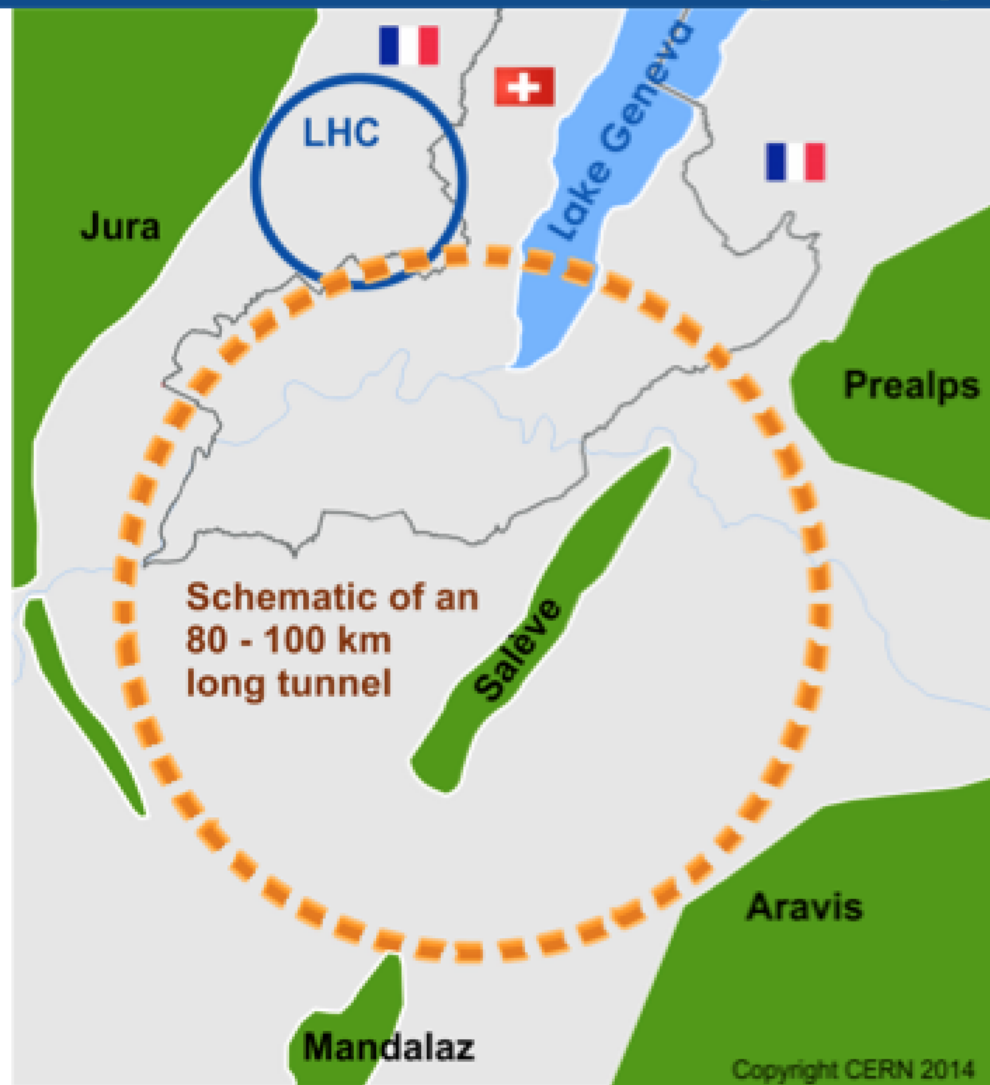 LHC
Lake Geneva
Jura
Prealps
Schematic of an
80 - 100 km
long tunnel
Salève
Aravis
Mandalaz
Copyright CERN 2014